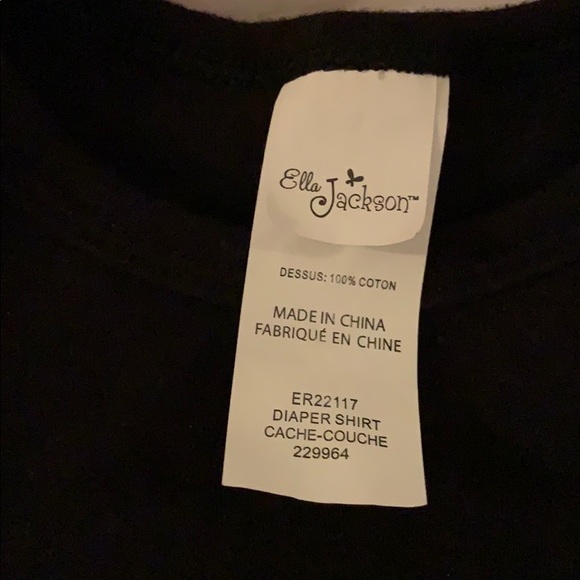 Ella Jackson™
DESSUS: 100% COTON
MADE IN CHINA
FABRIQUÉ EN CHINE
ER22117
DIAPER SHIRT
CACHE-COUCHE
229964